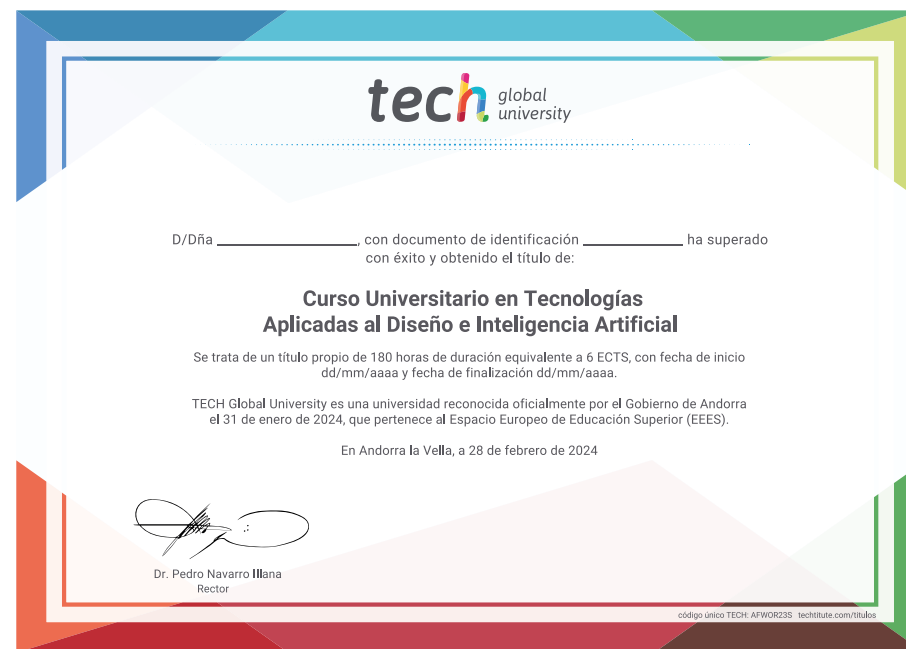 tech global university
D/Dña ________________, con documento de identificación ____________ ha superado
con éxito y obtenido el título de:
Curso Universitario en Tecnologías
Aplicadas al Diseño e Inteligencia Artificial
Se trata de un título propio de 180 horas de duración equivalente a 6 ECTS, con fecha de inicio
dd/mm/aaaa y fecha de finalización dd/mm/aaaa.
TECH Global University es una universidad reconocida oficialmente por el Gobierno de Andorra
el 31 de enero de 2024, que pertenece al Espacio Europeo de Educación Superior (EEES).
En Andorra la Vella, a 28 de febrero de 2024
Dr. Pedro Navarro Illana
Rector
código único TECH: AFWOR23S techtitute.com/titulos